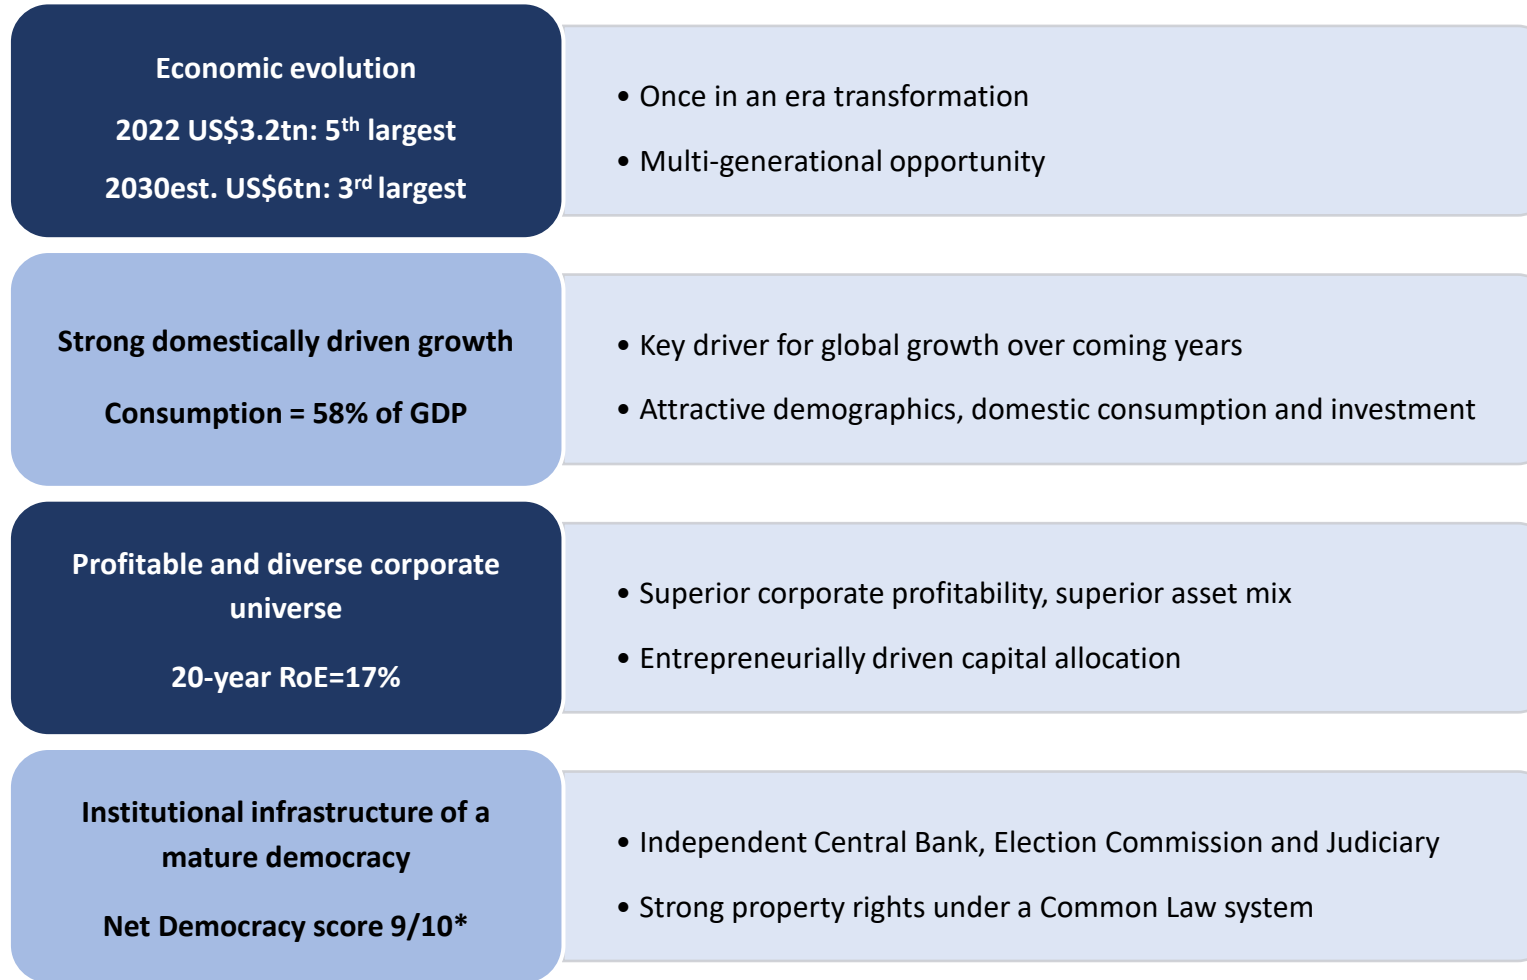 Economic evolution
2022 US$3.2tn: 5th largest
2030est. US$6tn: 3rd largest
• Once in an era transformation
• Multi-generational opportunity
Strong domestically driven growth
Consumption = 58% of GDP
• Key driver for global growth over coming years
• Attractive demographics, domestic consumption and investment
Profitable and diverse corporate
universe
20-year RoE=17%
• Superior corporate profitability, superior asset mix
• Entrepreneurially driven capital allocation
Institutional infrastructure of a
mature democracy
Net Democracy score 9/10*
• Independent Central Bank, Election Commission and Judiciary
• Strong property rights under a Common Law system